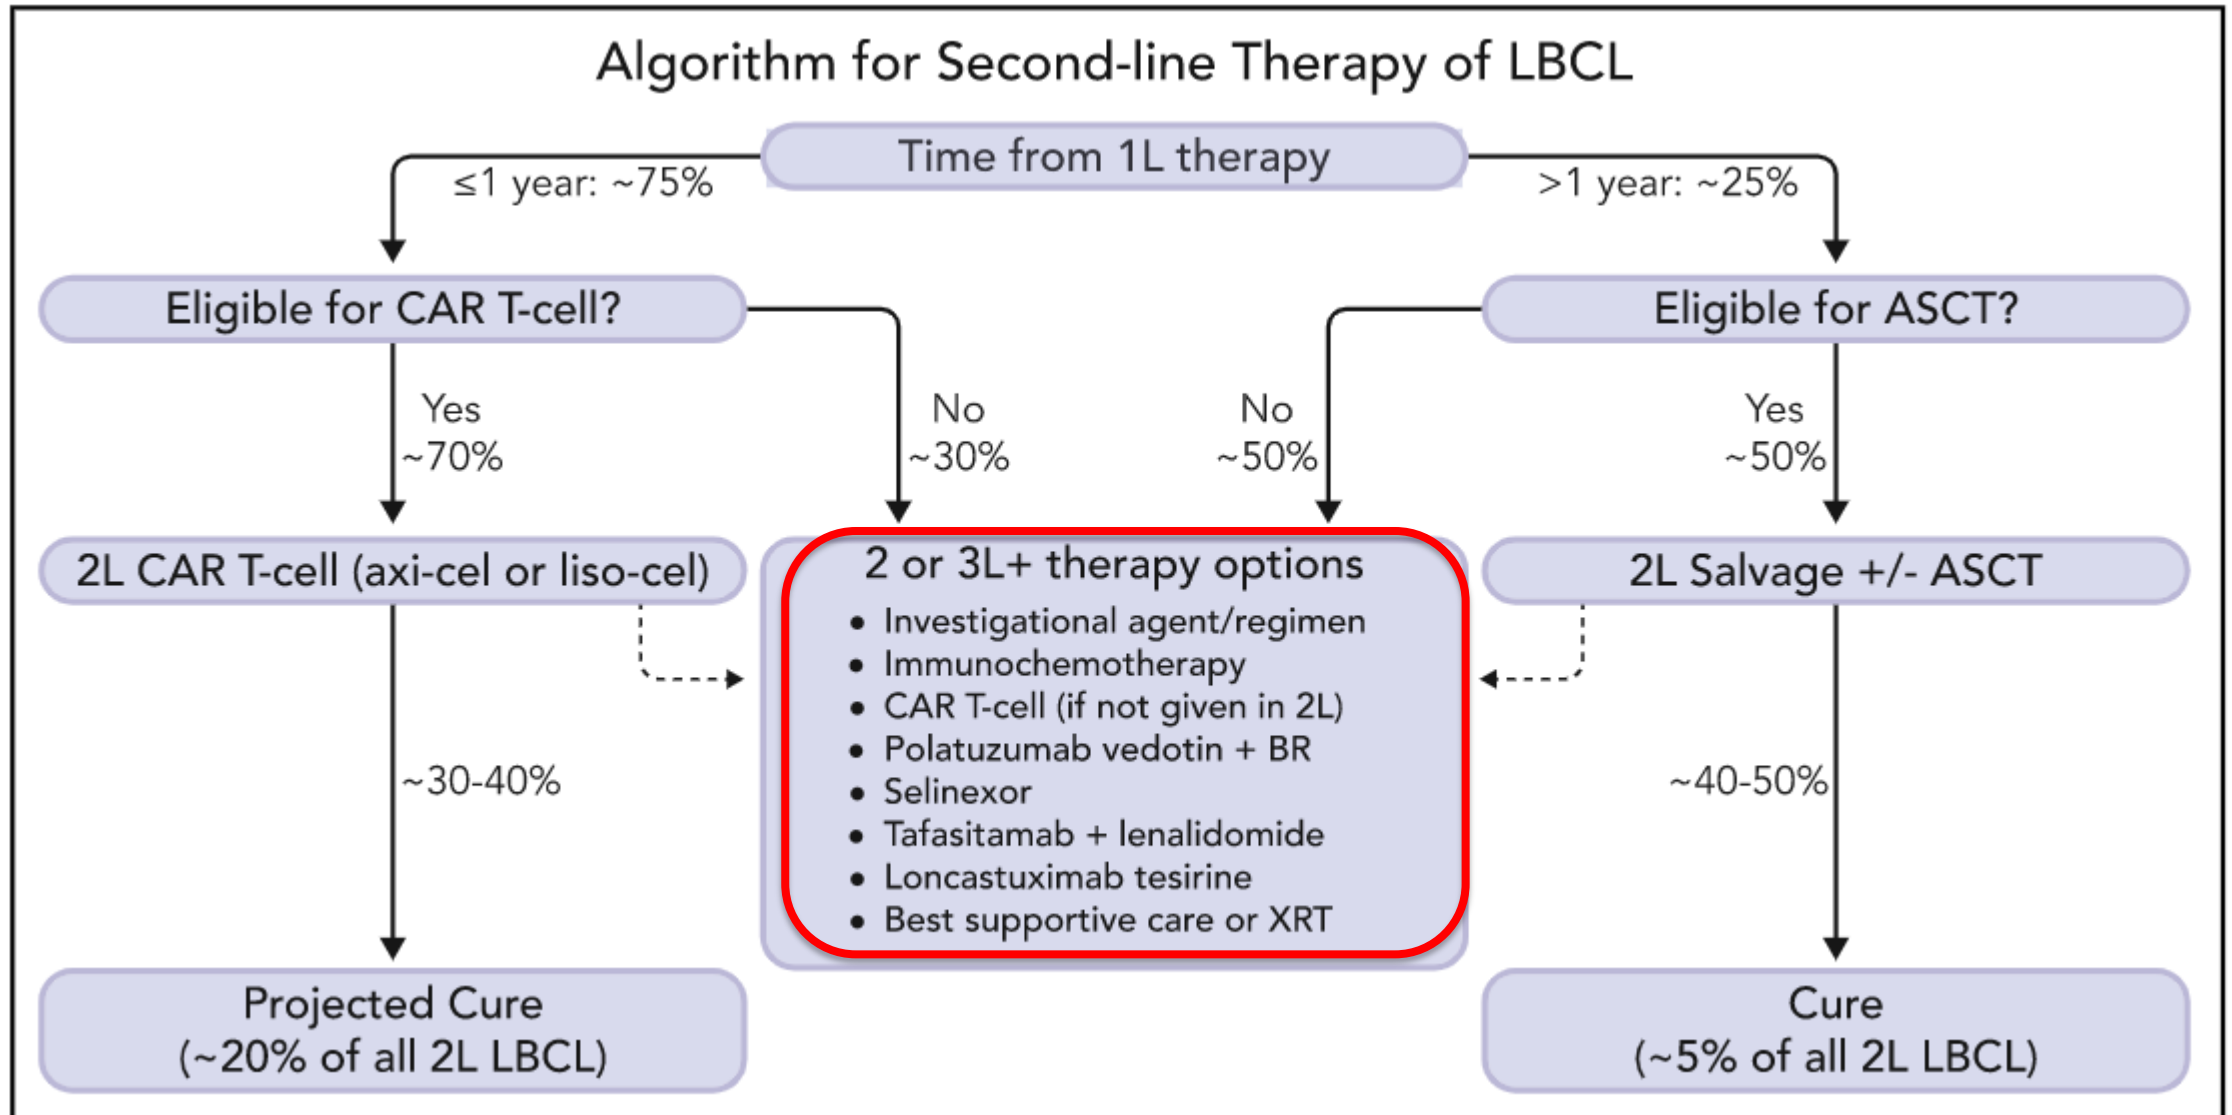 Algorithm for Second-line Therapy of LBCL
Time from 1L therapy
≤1 year: ~75%
>1 year: ~25%
Eligible for CAR T-cell?
Eligible for ASCT?
Yes
~70%
No
~30%
No
~50%
Yes
~50%
2L CAR T-cell (axi-cel or liso-cel)
2 or 3L+ therapy options
• Investigational agent/regimen
• Immunochemotherapy
• CAR T-cell (if not given in 2L)
• Polatuzumab vedotin + BR
• Selinexor
• Tafasitamab + lenalidomide
• Loncastuximab tesirine
• Best supportive care or XRT
2L Salvage +/- ASCT
~30-40%
~40-50%
Projected Cure
(~20% of all 2L LBCL)
Cure
(~5% of all 2L LBCL)